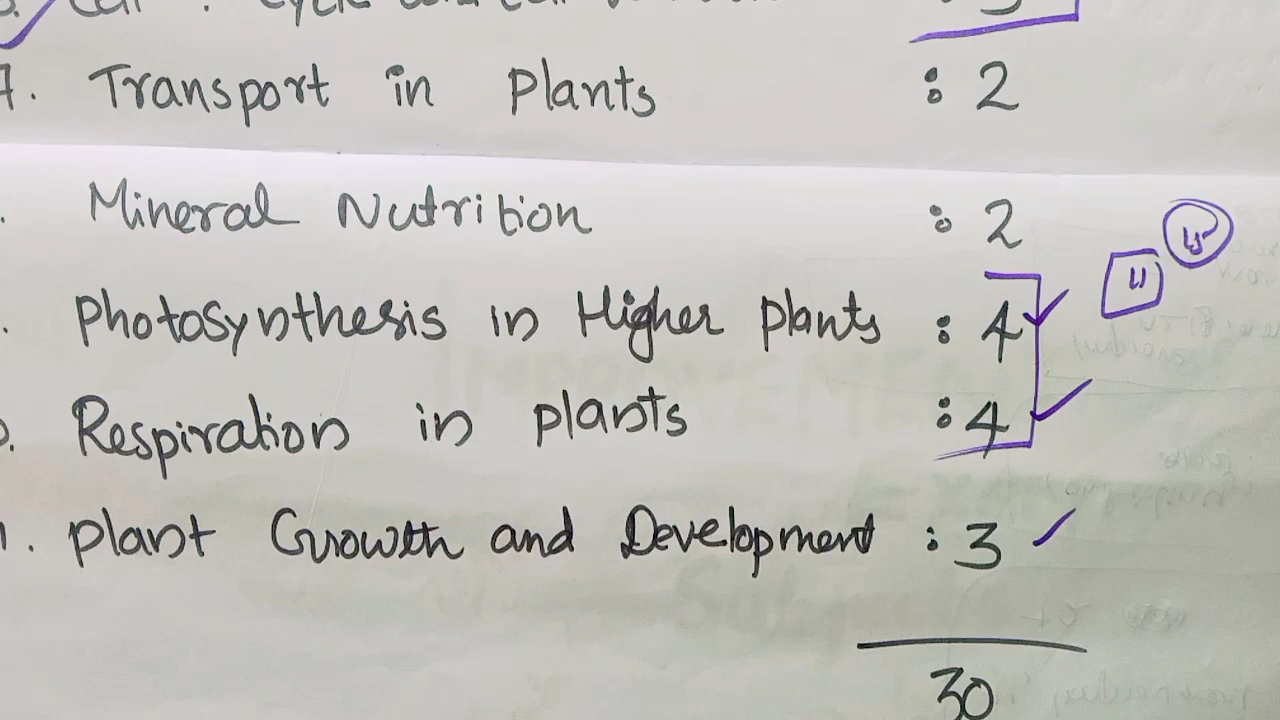 7. Transport in Plants : 2
Mineral Nutrition : 2
Photosynthesis in Higher plants : 4
Respiration in plants : 4
plant Growth and Development : 3
30